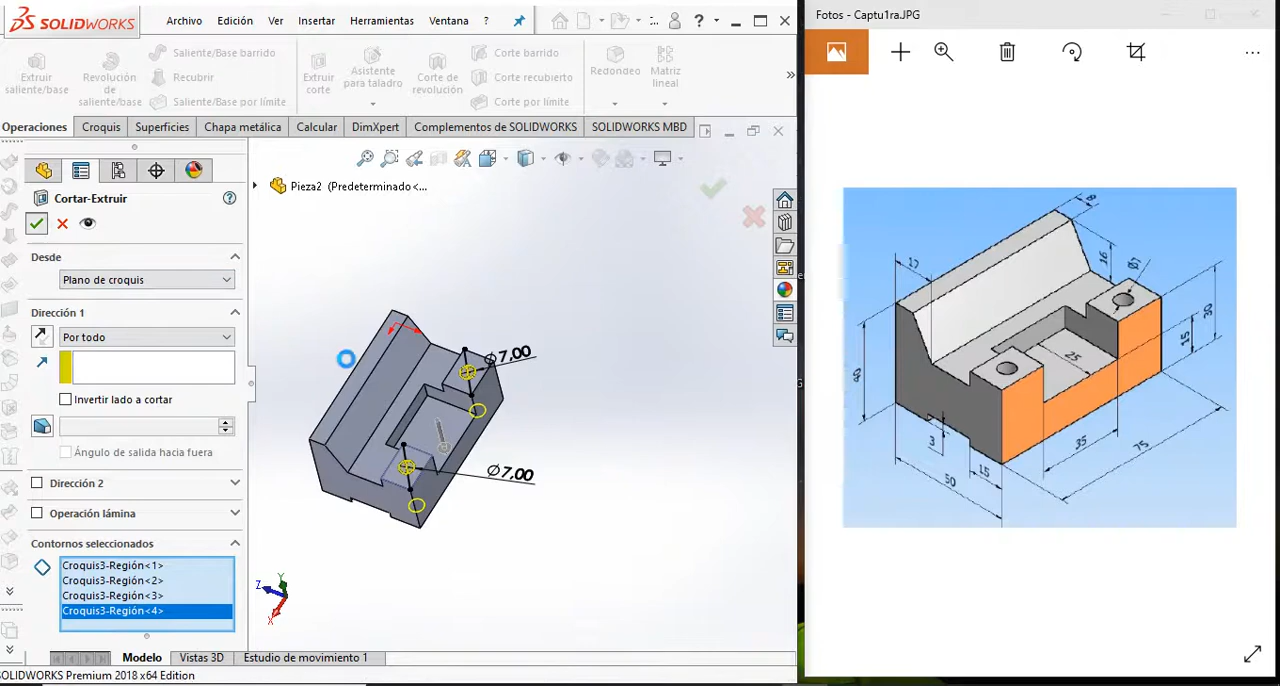 SOLIDWORKS
Archivo Edición Ver Insertar Herramientas Ventana ?
Fotos - Captu1ra.JPG
Extruir saliente/base
Revolución de saliente/base
Saliente/Base barrido
Recubrir
Saliente/Base por límite
Extruir corte
Asistente para taladro
Corte de revolución
Corte barrido
Corte recubierto
Corte por límite
Redondeo
Matriz lineal
Operaciones Croquis Superficies Chapa metálica Calcular DimXpert Complementos de SOLIDWORKS SOLIDWORKS MBD
Pieza2 (Predeterminado<...
Cortar-Extruir
Desde
Plano de croquis
Dirección 1
Por todo
Invertir lado a cortar
Ángulo de salida hacia fuera
Dirección 2
Operación lámina
Contornos seleccionados
Croquis3-Región<1>
Croquis3-Región<2>
Croquis3-Región<3>
Croquis3-Región<4>
∅7,00
∅7,00
Y
Z
X
8
17
16
Ø7
30
15
40
25
3
35
75
15
50
Modelo Vistas 3D Estudio de movimiento 1
SOLIDWORKS Premium 2018 x64 Edition